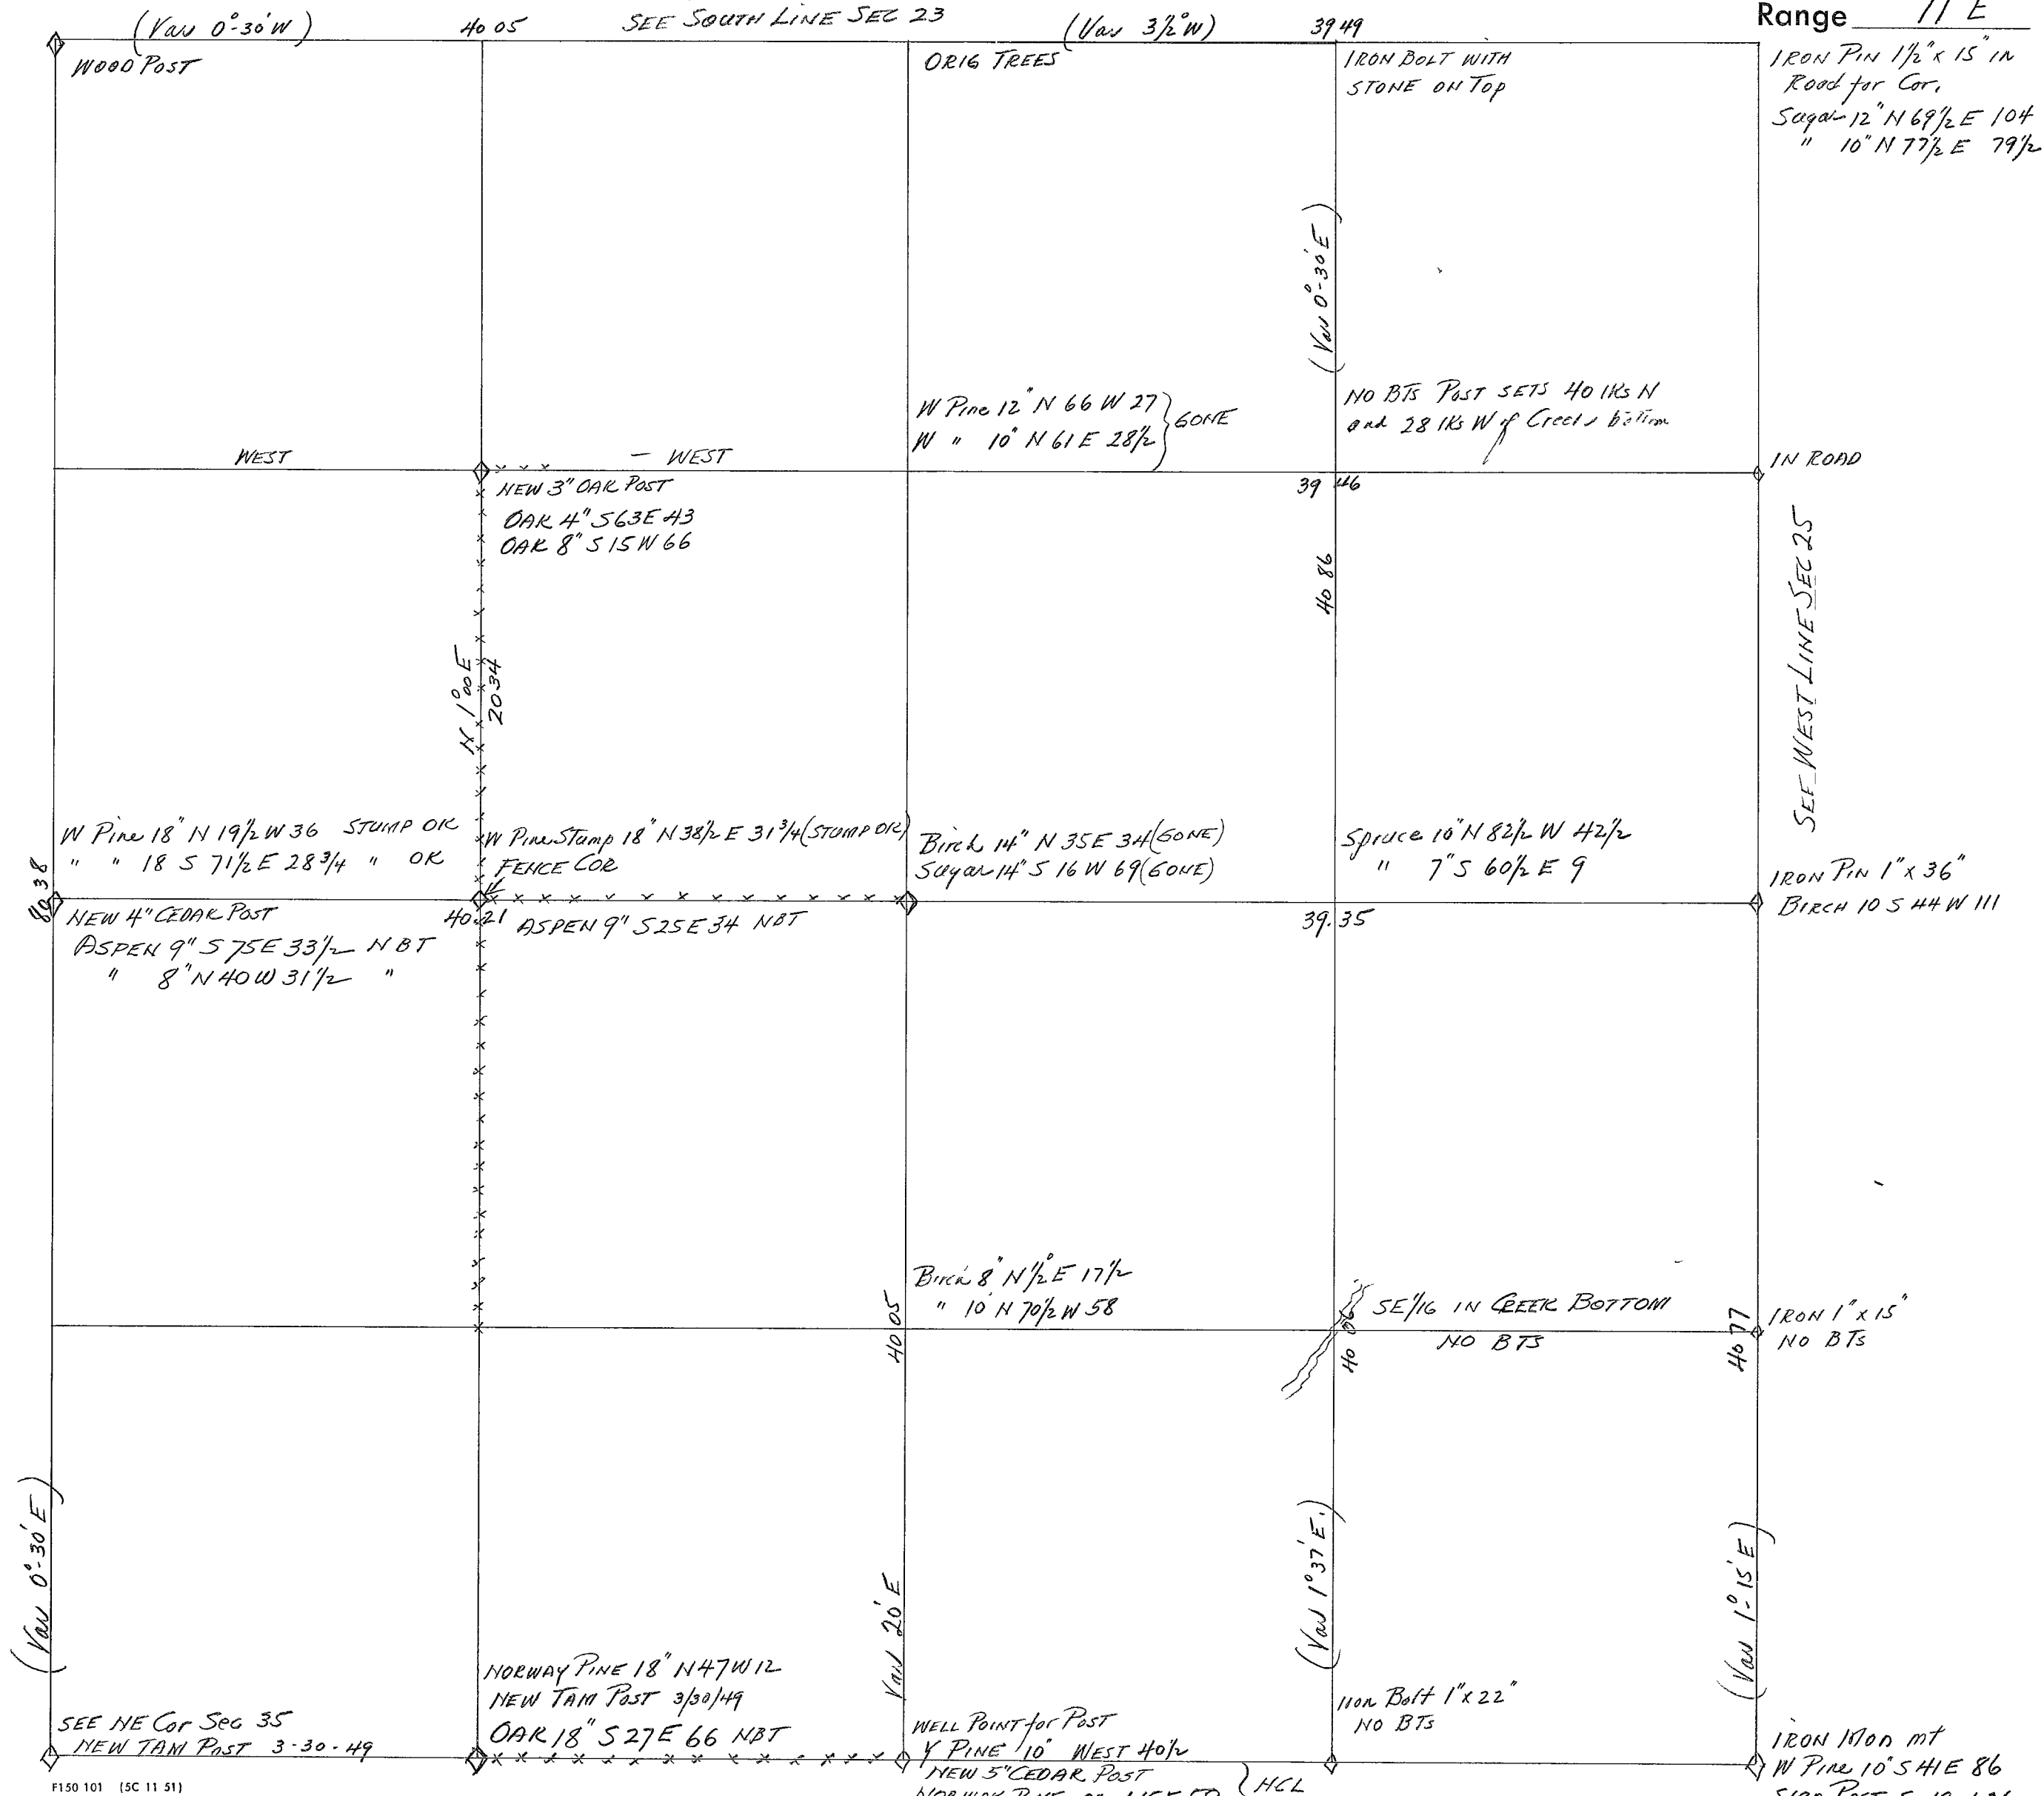 Range 11 E
(Var 0°-30'W)
40 05
SEE SOUTH LINE SEC 23
(Var 3½°W)
39 49
WOOD POST
ORIG TREES
IRON BOLT WITH
STONE ON TOP
IRON PIN 1½" x 15" IN
Road for Cor.
Sugar 12" N 69½ E 104
" 10" N 77½ E 79½
(Var 0°-30'E)
W Pine 12" N 66 W 27
W " 10" N 61 E 28½
GONE
NO BTs POST SETS 40 lks N
and 28 lks W of Creek bottom
WEST
— WEST
IN ROAD
NEW 3" OAK POST
OAK 4" S63E 43
OAK 8" S 15 W 66
39 46
40 86
SEE WEST LINE SEC 25
N 1°00 E
20 34
W Pine 18" N 19½ W 36 STUMP OK
" " 18 S 71½ E 28¾ " OK
W Pine Stump 18" N 38½ E 31¾ (STUMP OK)
FENCE COR
Birch 14" N 35 E 34 (GONE)
Sugar 14" S 16 W 69 (GONE)
Spruce 10" N 82½ W 42½
" 7" S 60½ E 9
IRON PIN 1" x 36"
BIRCH 10 S 44 W 111
80 38
NEW 4" CEDAR POST
ASPEN 9" S 75E 33½ NBT
" 8" N 40 W 31½ "
40.21
ASPEN 9" S25E 34 NBT
39.35
Birch 8" N ½° E 17½
" 10 N 70½ W 58
40 05
SE 1/16 IN CREEK BOTTOM
NO BTS
40 06
40 77
IRON 1" x 15"
NO BTs
(Var 0°-30'E)
Var 20' E
(Var 1°37'E.)
(Var 1°-15'E)
NORWAY PINE 18" N47W 12
NEW TAM POST 3/30/49
OAK 18" S 27 E 66 NBT
SEE NE Cor Sec 35
NEW TAM POST 3-30-49
WELL POINT for POST
Y PINE 10" WEST 40½
NEW 5" CEDAR POST
HCL
Iron Bolt 1" x 22"
NO BTs
IRON Mon mt
W Pine 10" S 41 E 86
F150 101 (5C 11 51)